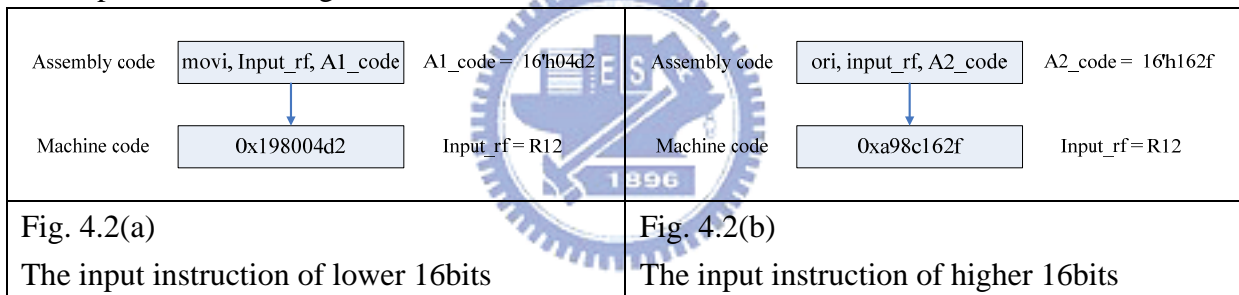 Assembly code
movi, Input_rf, A1_code
A1_code = 16'h04d2
Machine code
0x198004d2
Input_rf = R12
Fig. 4.2(a)
The input instruction of lower 16bits
Assembly code
ori, input_rf, A2_code
A2_code = 16'h162f
Machine code
0xa98c162f
Input_rf = R12
Fig. 4.2(b)
The input instruction of higher 16bits
E S
1896